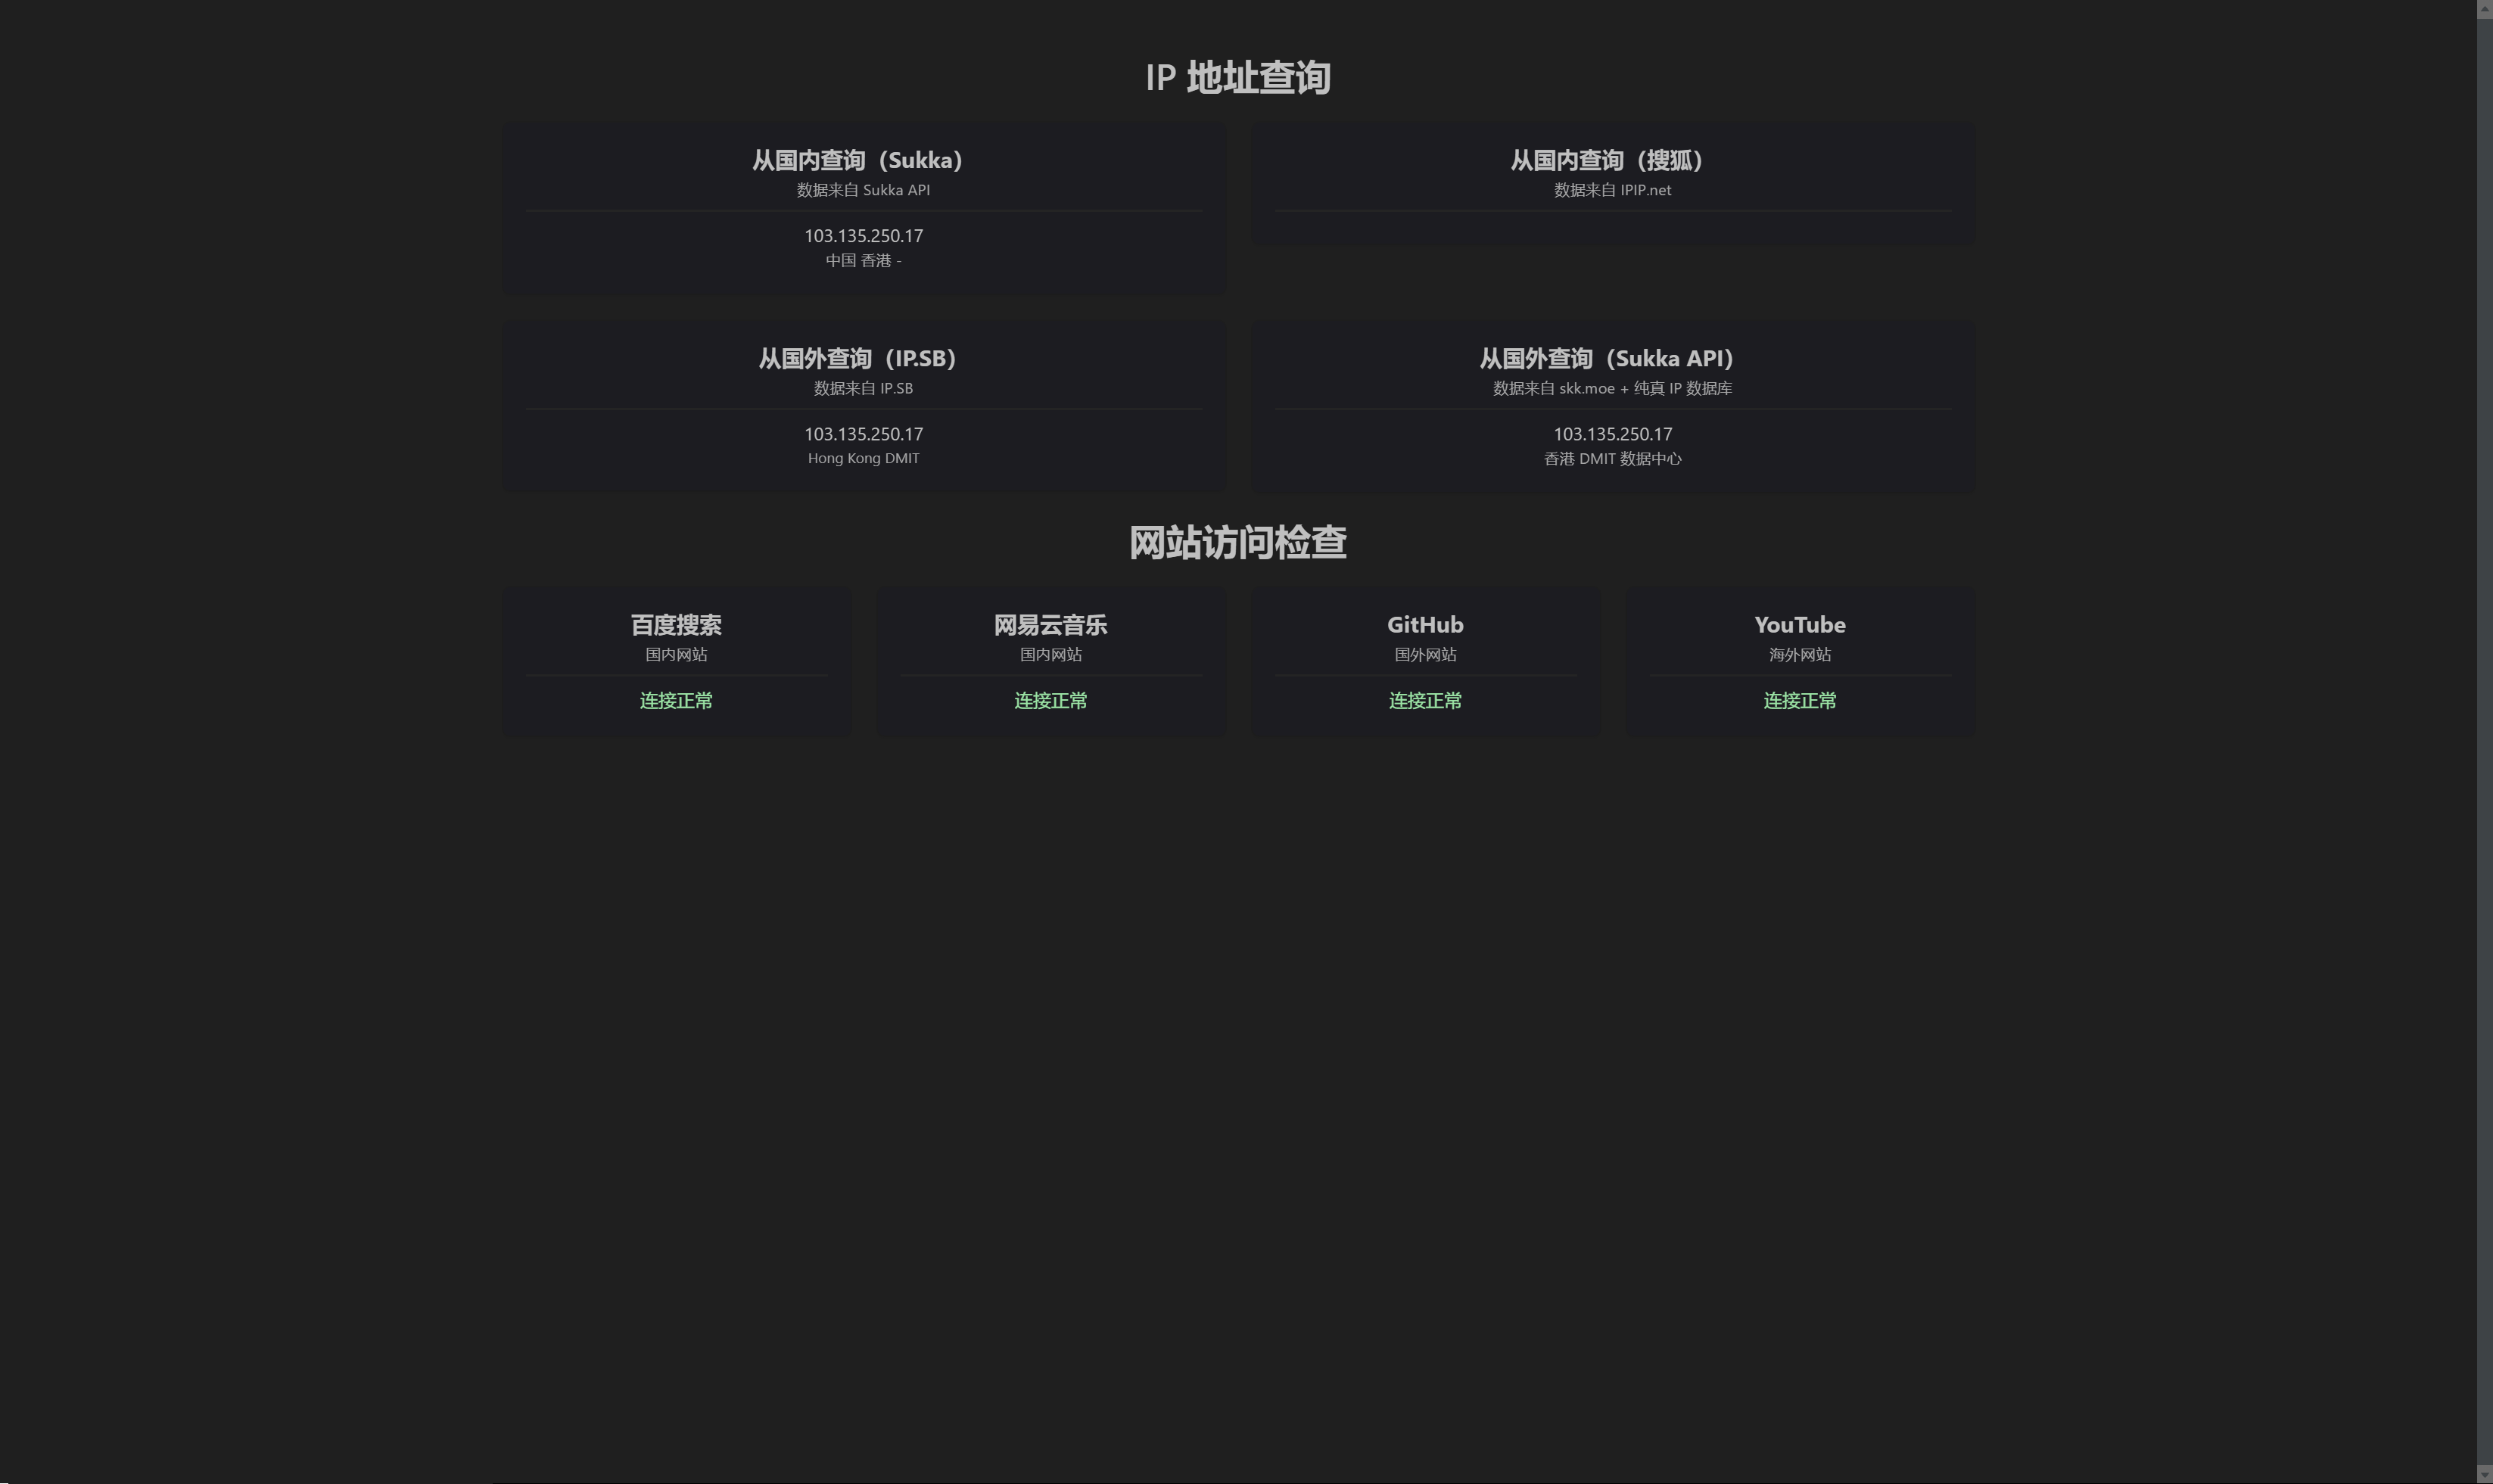 IP 地址查询
从国内查询（Sukka）
数据来自 Sukka API
103.135.250.17
中国 香港 -
从国内查询（搜狐）
数据来自 IPIP.net
从国外查询（IP.SB）
数据来自 IP.SB
103.135.250.17
Hong Kong DMIT
从国外查询（Sukka API）
数据来自 skk.moe + 纯真 IP 数据库
103.135.250.17
香港 DMIT 数据中心
网站访问检查
百度搜索
国内网站
连接正常
网易云音乐
国内网站
连接正常
GitHub
国外网站
连接正常
YouTube
海外网站
连接正常